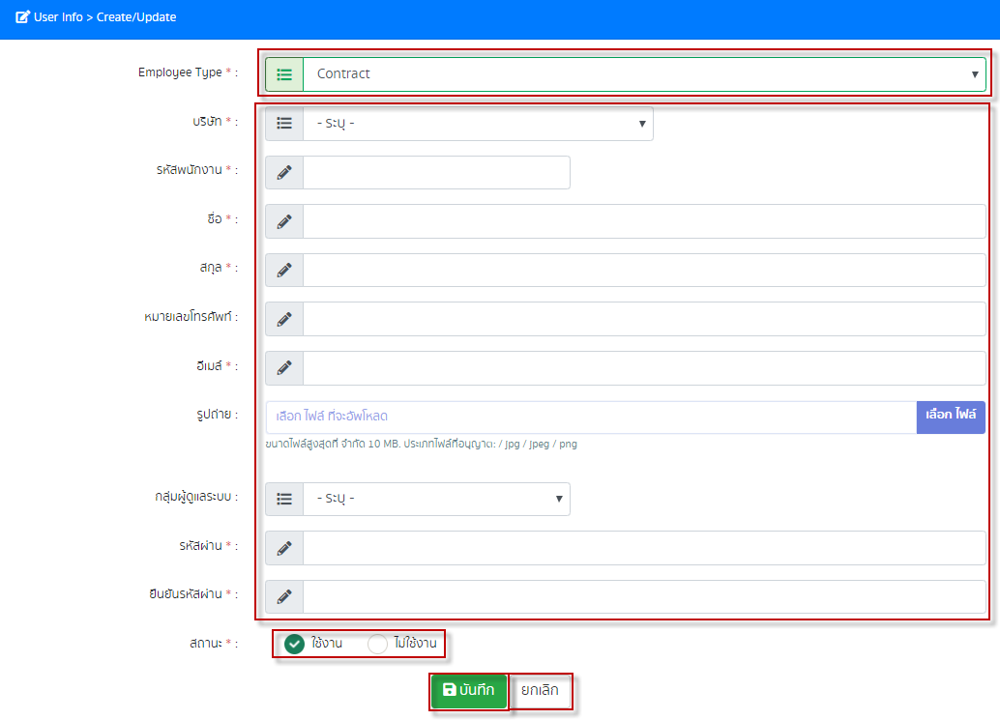 User Info > Create/Update
Employee Type * :
Contract
บริษัท * :
- ระบุ -
รหัสพนักงาน * :
ชื่อ * :
สกุล * :
หมายเลขโทรศัพท์ :
อีเมล์ * :
รูปถ่าย :
เลือก ไฟล์ ที่จะอัพโหลด
เลือก ไฟล์
ขนาดไฟล์สูงสุดที่ จำกัด 10 MB. ประเภทไฟล์ที่อนุญาต: / jpg / jpeg / png
กลุ่มผู้ดูแลระบบ :
- ระบุ -
รหัสผ่าน * :
ยืนยันรหัสผ่าน * :
สถานะ * :
ใช้งาน
ไม่ใช้งาน
บันทึก
ยกเลิก